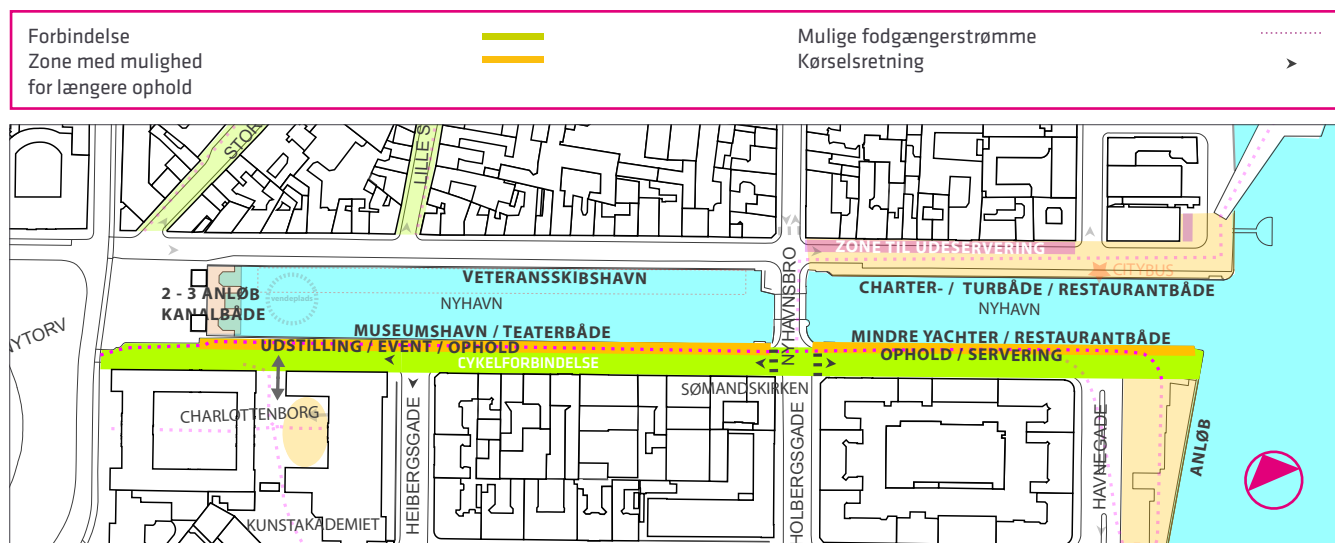 Forbindelse
Zone med mulighed
for længere ophold
Mulige fodgængerstrømme
Kørselsretning
STOR
LILLE S
NYHAVNSBRO
ZONE TIL UDESERVERING
CITYBUS
VETERANSSKIBSHAVN
CHARTER- / TURBÅDE / RESTAURANTBÅDE
2 - 3 ANLØB
KANALBÅDE
vendeplads
NYHAVN
NYHAVN
YTORV
MUSEUMSHAVN / TEATERBÅDE
MINDRE YACHTER / RESTAURANTBÅDE
UDSTILLING / EVENT / OPHOLD
OPHOLD / SERVERING
CYKELFORBINDELSE
SØMANDSKIRKEN
CHARLOTTENBORG
HEIBERGSGADE
HOLBERGSGADE
HAVNEGADE
ANLØB
KUNSTAKADEMIET